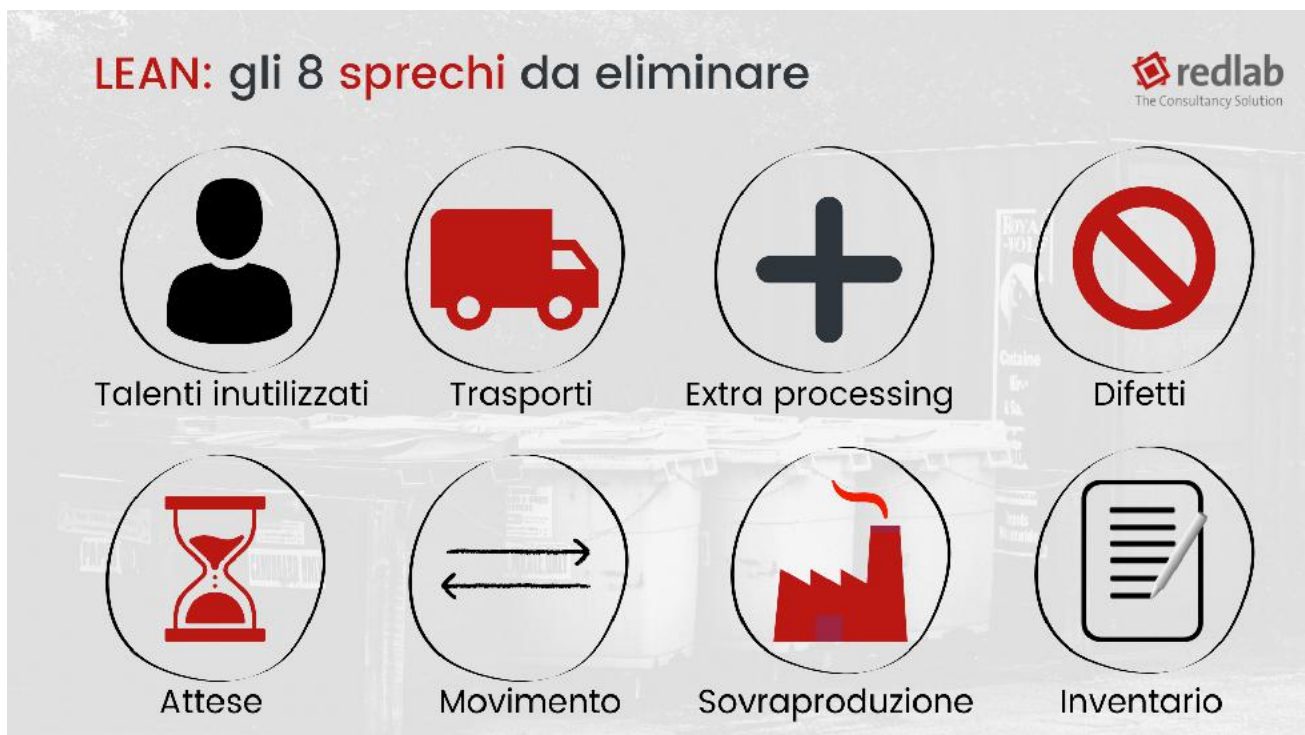 LEAN: gli 8 sprechi da eliminare
redlab
The Consultancy Solution
Talenti inutilizzati
Trasporti
Extra processing
Difetti
Attese
Movimento
Sovraproduzione
Inventario